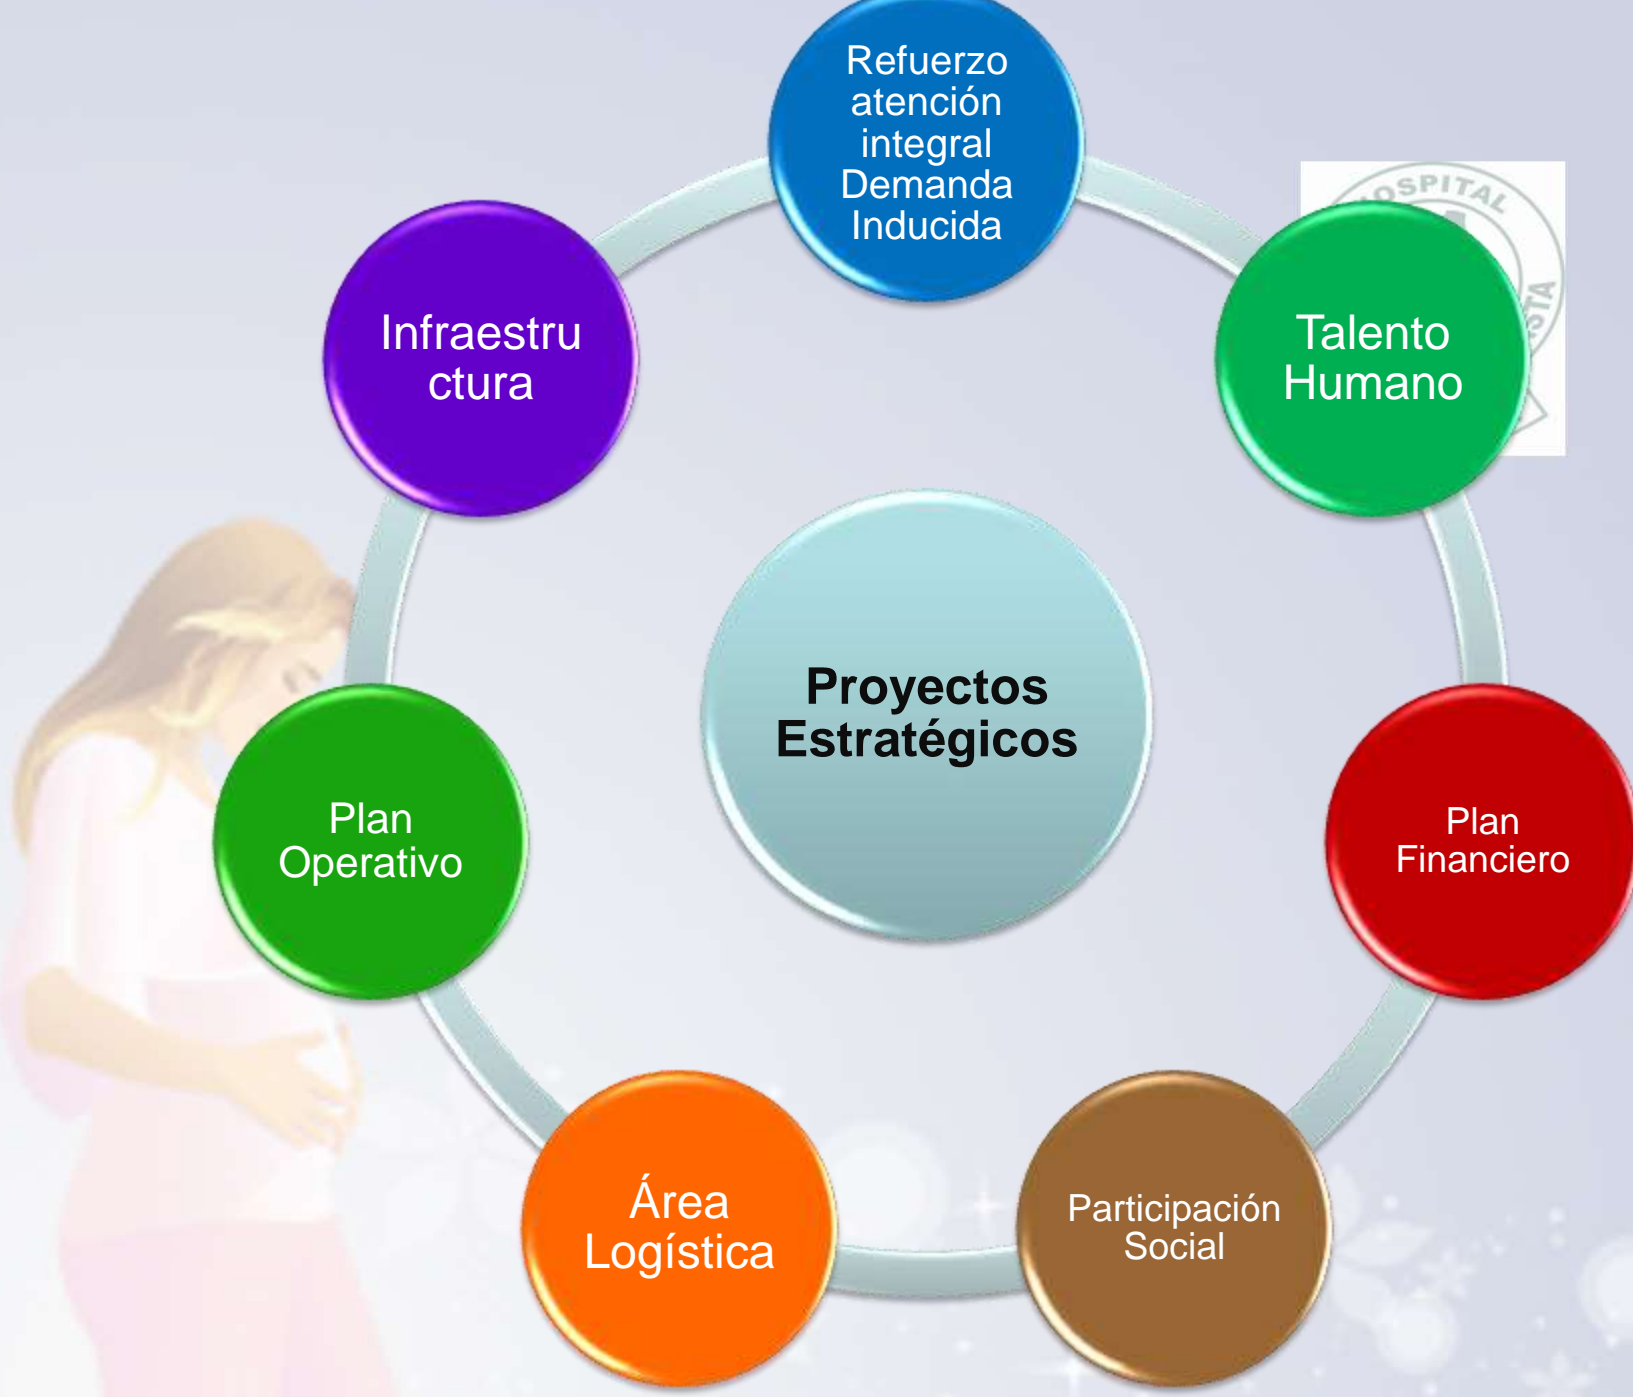 Refuerzo
atención
integral
Demanda
Inducida
HOSPITAL
Talento
Humano
Infraestru
ctura
Proyectos
Estratégicos
Plan
Financiero
Plan
Operativo
Participación
Social
Área
Logística